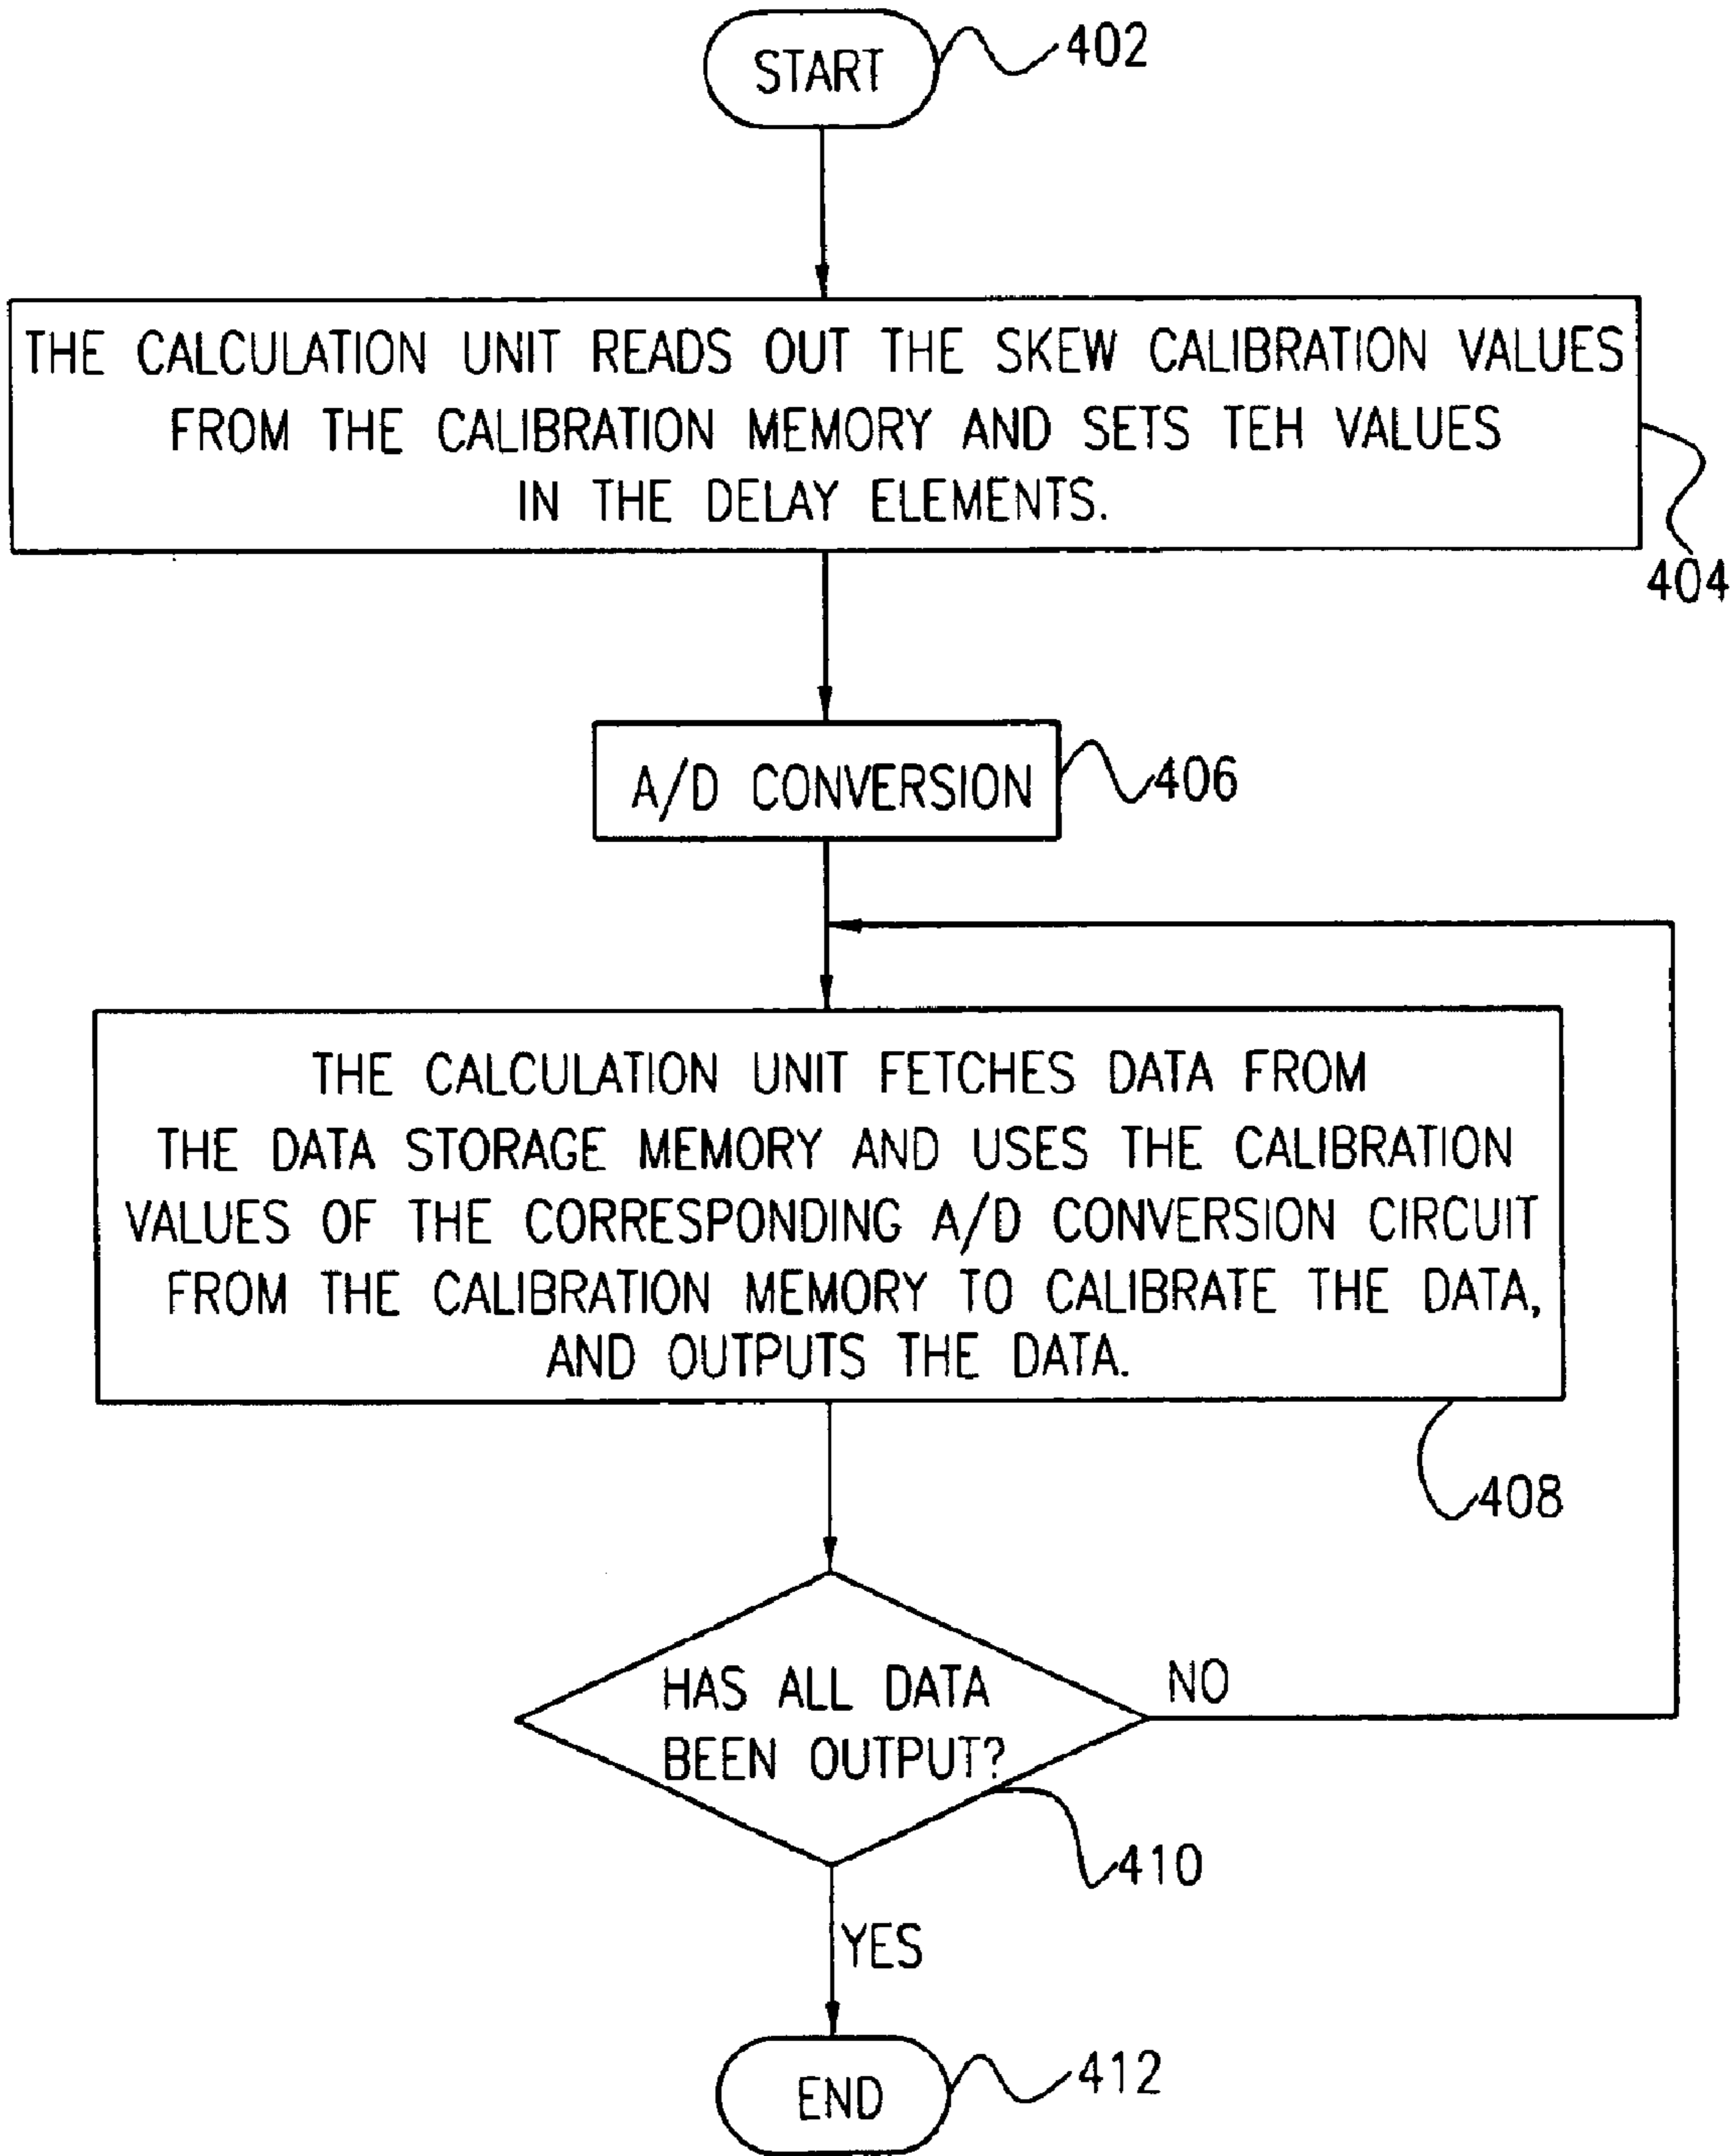 START
402
THE CALCULATION UNIT READS OUT THE SKEW CALIBRATION VALUES
FROM THE CALIBRATION MEMORY AND SETS TEH VALUES
IN THE DELAY ELEMENTS.
404
A/D CONVERSION
406
THE CALCULATION UNIT FETCHES DATA FROM
THE DATA STORAGE MEMORY AND USES THE CALIBRATION
VALUES OF THE CORRESPONDING A/D CONVERSION CIRCUIT
FROM THE CALIBRATION MEMORY TO CALIBRATE THE DATA,
AND OUTPUTS THE DATA.
408
HAS ALL DATA
BEEN OUTPUT?
NO
410
YES
END
412